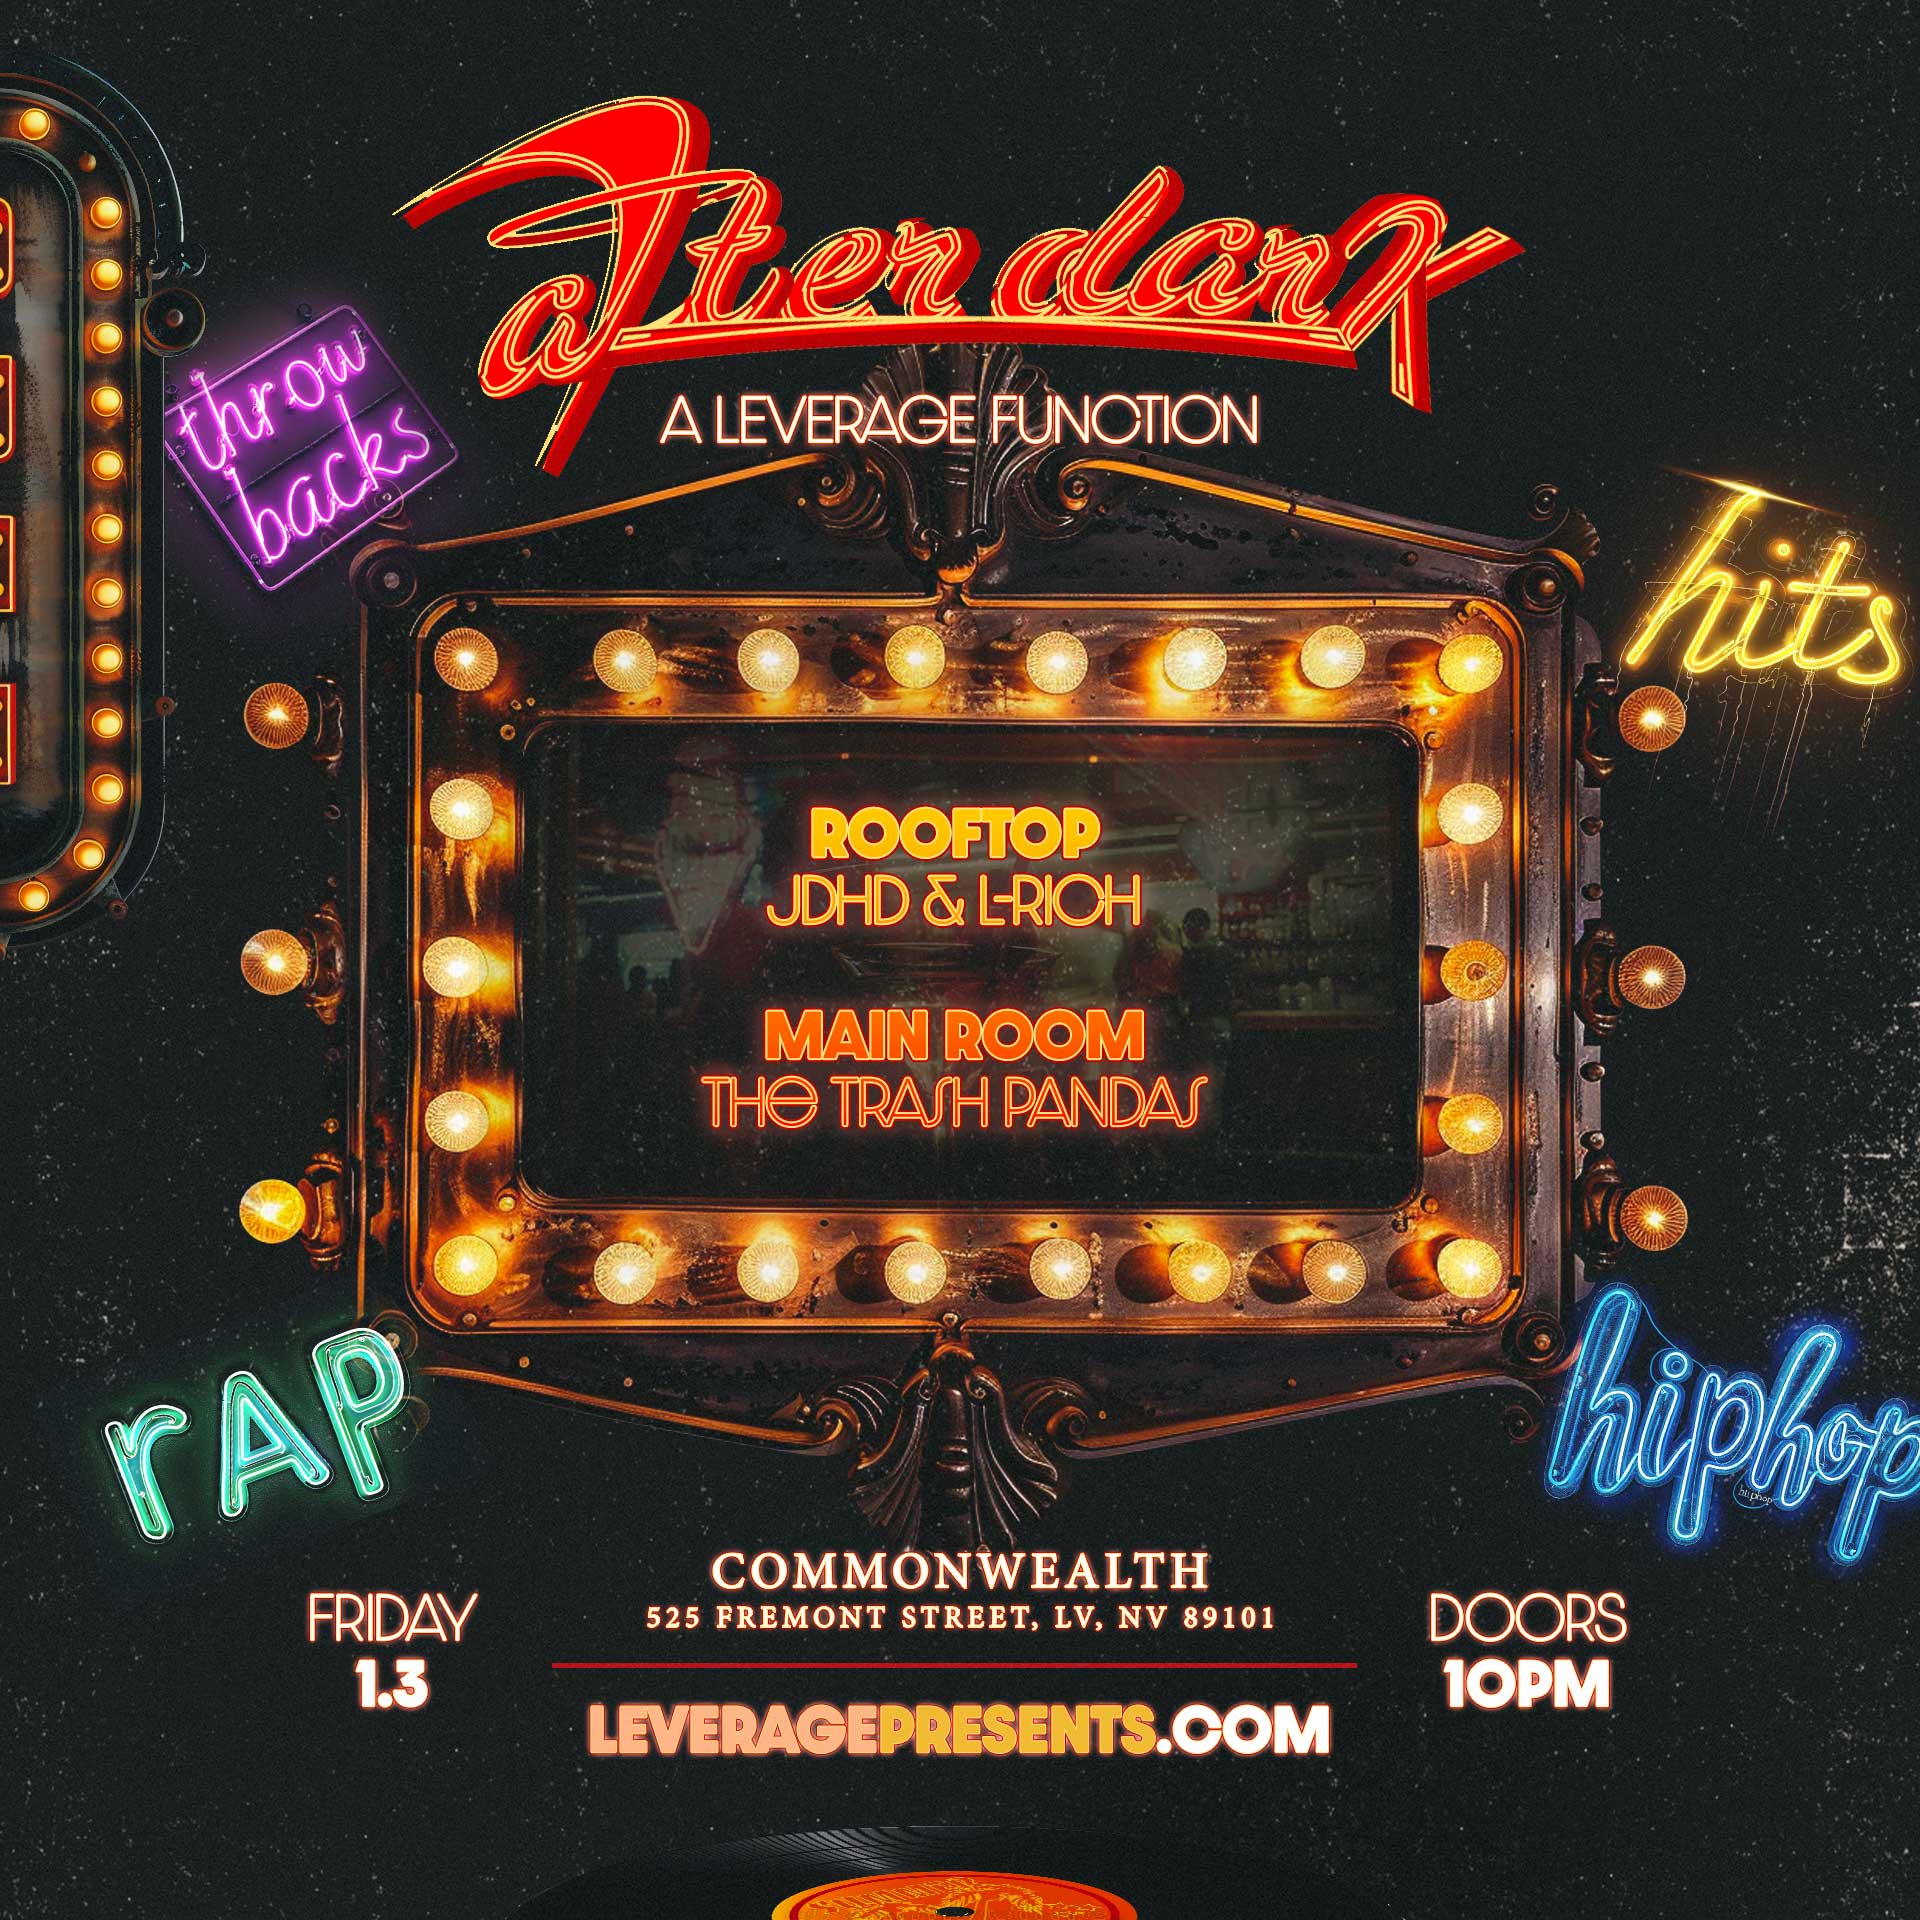 after dark
A LEVERAGE FUNCTION
throw
backs
hits
ROOFTOP
JDHD & L-RICH
MAIN ROOM
THE TRASH PANDAS
rAP
hiphop
hiphop
COMMONWEALTH
525 FREMONT STREET, LV, NV 89101
FRIDAY
1.3
DOORS
10PM
LEVERAGEPRESENTS.COM